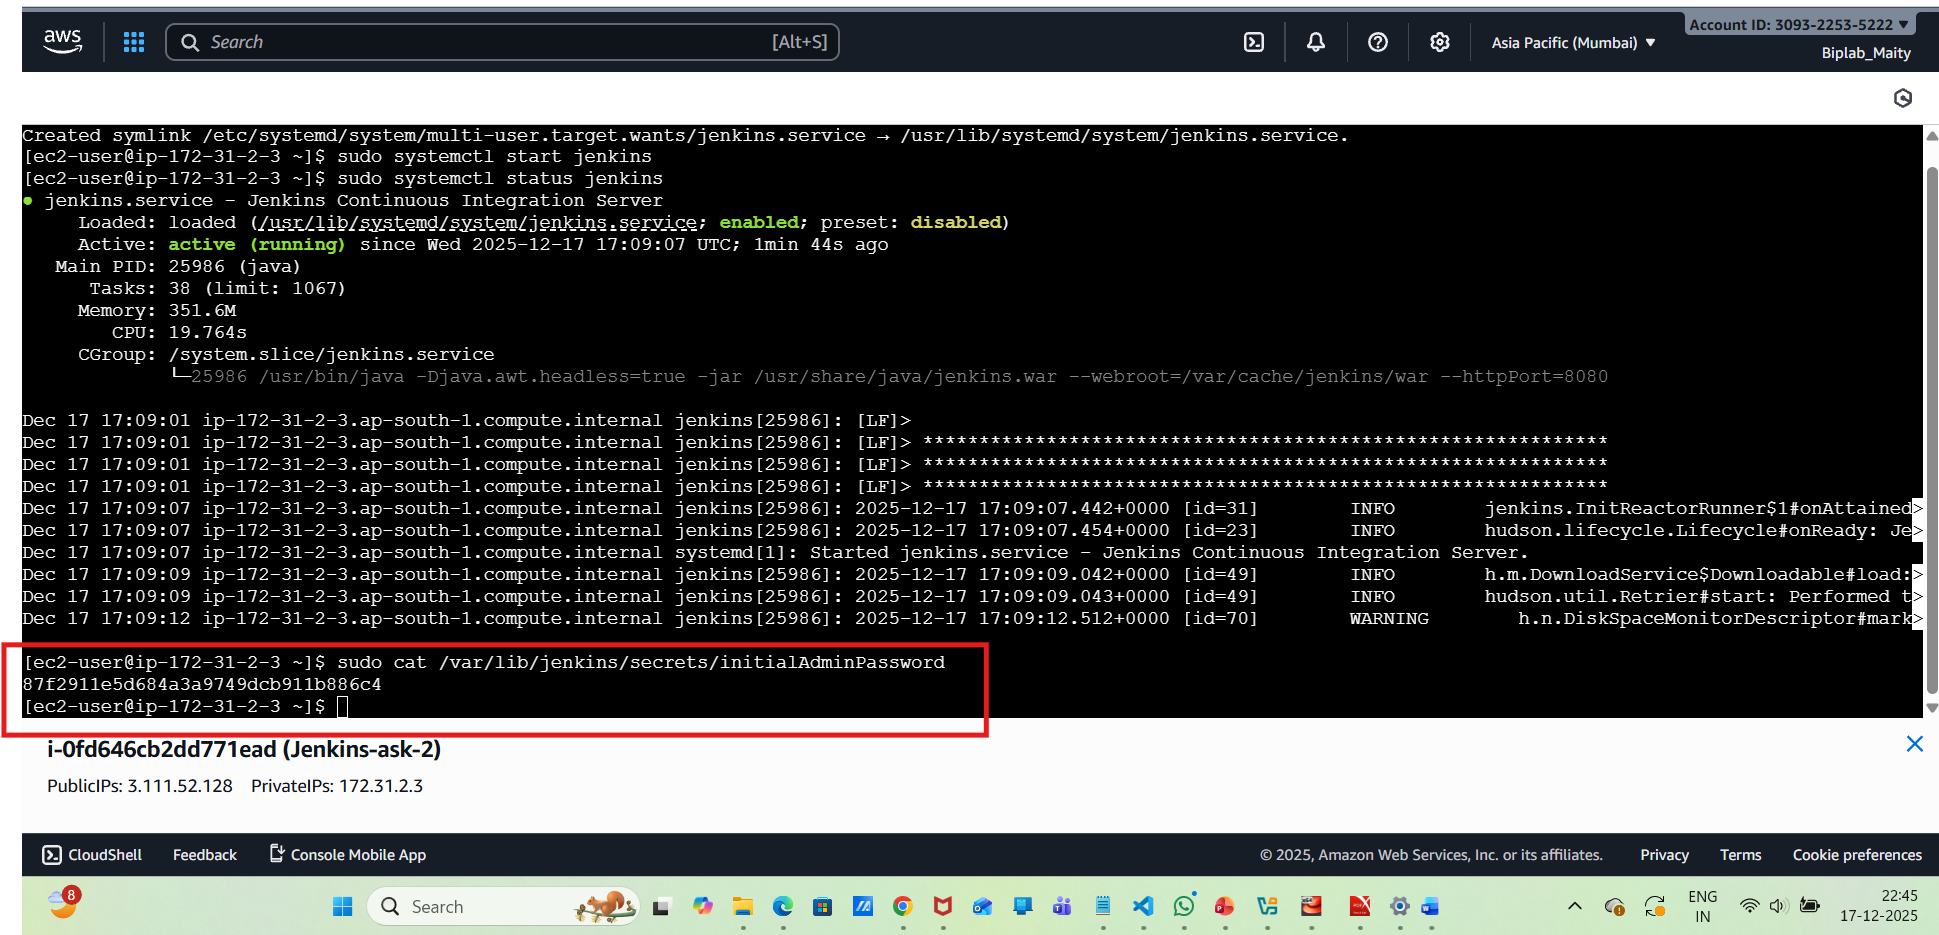 aws
Search [Alt+S]
Asia Pacific (Mumbai) ▼
Account ID: 3093-2253-5222 ▼
Biplab_Maity
Created symlink /etc/systemd/system/multi-user.target.wants/jenkins.service → /usr/lib/systemd/system/jenkins.service.
[ec2-user@ip-172-31-2-3 ~]$ sudo systemctl start jenkins
[ec2-user@ip-172-31-2-3 ~]$ sudo systemctl status jenkins
● jenkins.service - Jenkins Continuous Integration Server
Loaded: loaded (/usr/lib/systemd/system/jenkins.service; enabled; preset: disabled)
Active: active (running) since Wed 2025-12-17 17:09:07 UTC; 1min 44s ago
Main PID: 25986 (java)
Tasks: 38 (limit: 1067)
Memory: 351.6M
CPU: 19.764s
CGroup: /system.slice/jenkins.service
└─25986 /usr/bin/java -Djava.awt.headless=true -jar /usr/share/java/jenkins.war --webroot=/var/cache/jenkins/war --httpPort=8080
Dec 17 17:09:01 ip-172-31-2-3.ap-south-1.compute.internal jenkins[25986]: [LF]>
Dec 17 17:09:01 ip-172-31-2-3.ap-south-1.compute.internal jenkins[25986]: [LF]> *************************************************************
Dec 17 17:09:01 ip-172-31-2-3.ap-south-1.compute.internal jenkins[25986]: [LF]> *************************************************************
Dec 17 17:09:01 ip-172-31-2-3.ap-south-1.compute.internal jenkins[25986]: [LF]> *************************************************************
Dec 17 17:09:07 ip-172-31-2-3.ap-south-1.compute.internal jenkins[25986]: 2025-12-17 17:09:07.442+0000 [id=31] INFO jenkins.InitReactorRunner$1#onAttained>
Dec 17 17:09:07 ip-172-31-2-3.ap-south-1.compute.internal jenkins[25986]: 2025-12-17 17:09:07.454+0000 [id=23] INFO hudson.lifecycle.Lifecycle#onReady: Je>
Dec 17 17:09:07 ip-172-31-2-3.ap-south-1.compute.internal systemd[1]: Started jenkins.service - Jenkins Continuous Integration Server.
Dec 17 17:09:09 ip-172-31-2-3.ap-south-1.compute.internal jenkins[25986]: 2025-12-17 17:09:09.042+0000 [id=49] INFO h.m.DownloadService$Downloadable#load:>
Dec 17 17:09:09 ip-172-31-2-3.ap-south-1.compute.internal jenkins[25986]: 2025-12-17 17:09:09.043+0000 [id=49] INFO hudson.util.Retrier#start: Performed t>
Dec 17 17:09:12 ip-172-31-2-3.ap-south-1.compute.internal jenkins[25986]: 2025-12-17 17:09:12.512+0000 [id=70] WARNING h.n.DiskSpaceMonitorDescriptor#mark>
[ec2-user@ip-172-31-2-3 ~]$ sudo cat /var/lib/jenkins/secrets/initialAdminPassword
87f2911e5d684a3a9749dcb911b886c4
[ec2-user@ip-172-31-2-3 ~]$
i-0fd646cb2dd771ead (Jenkins-ask-2)
PublicIPs: 3.111.52.128 PrivateIPs: 172.31.2.3
CloudShell Feedback Console Mobile App © 2025, Amazon Web Services, Inc. or its affiliates. Privacy Terms Cookie preferences
8
Search
ENG
IN
22:45
17-12-2025